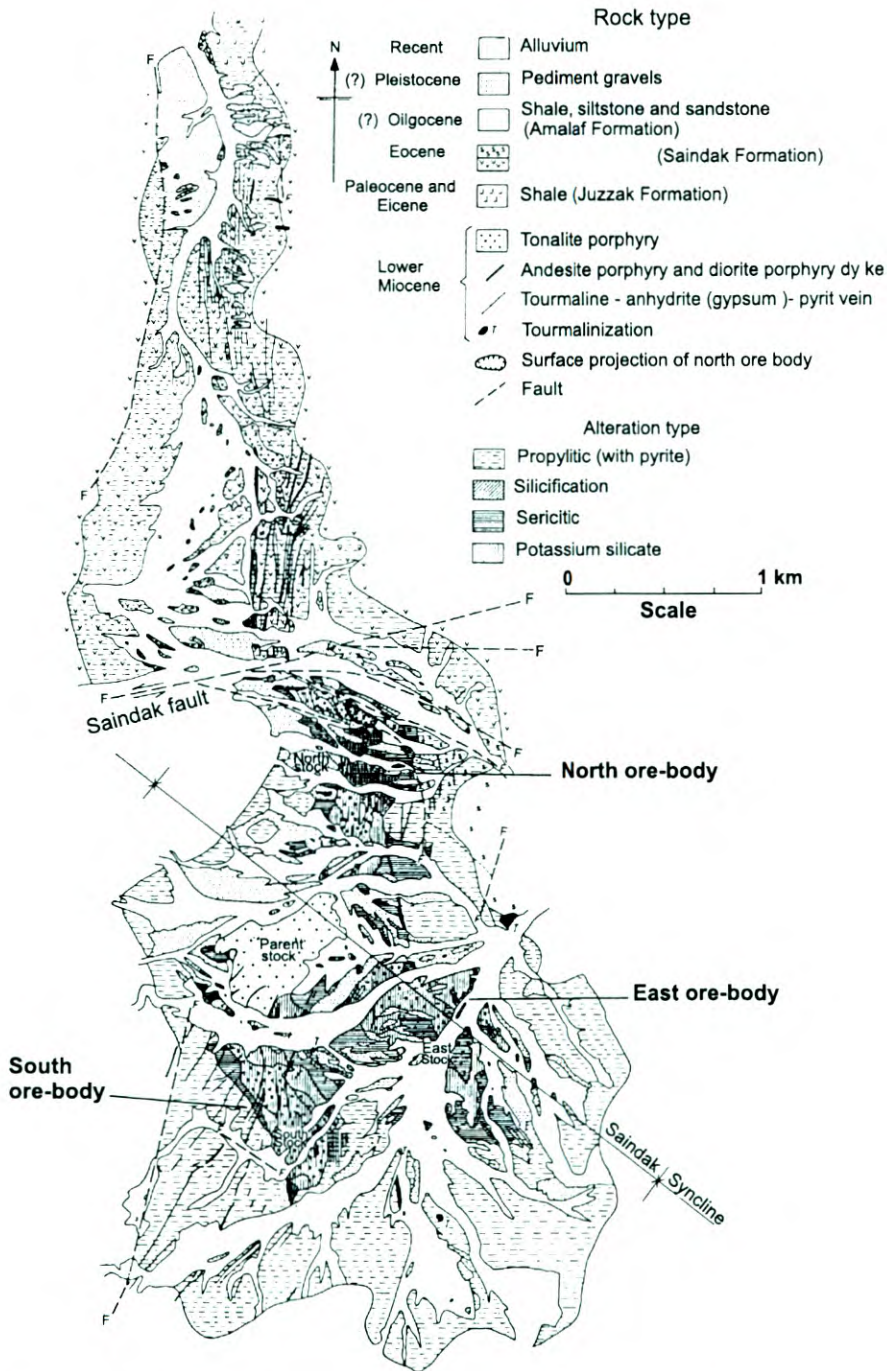 Rock type
N
Recent Alluvium
(?) Pleistocene Pediment gravels
(?) Oilgocene Shale, siltstone and sandstone
(Amalaf Formation)
Eocene (Saindak Formation)
Paleocene and
Eicene Shale (Juzzak Formation)
Lower
Miocene
Tonalite porphyry
Andesite porphyry and diorite porphyry dy ke
Tourmaline - anhydrite (gypsum )- pyrit vein
T Tourmalinization
Surface projection of north ore body
Fault
Alteration type
Propylitic (with pyrite)
Silicification
Sericitic
Potassium silicate
0 1 km
Scale
F
F
F
F
F
Saindak fault
F
North
stock
North ore-body
F
Parent
stock
East ore-body
East
Stock
South
ore-body
Stock
F
Saindak
Syncline
F